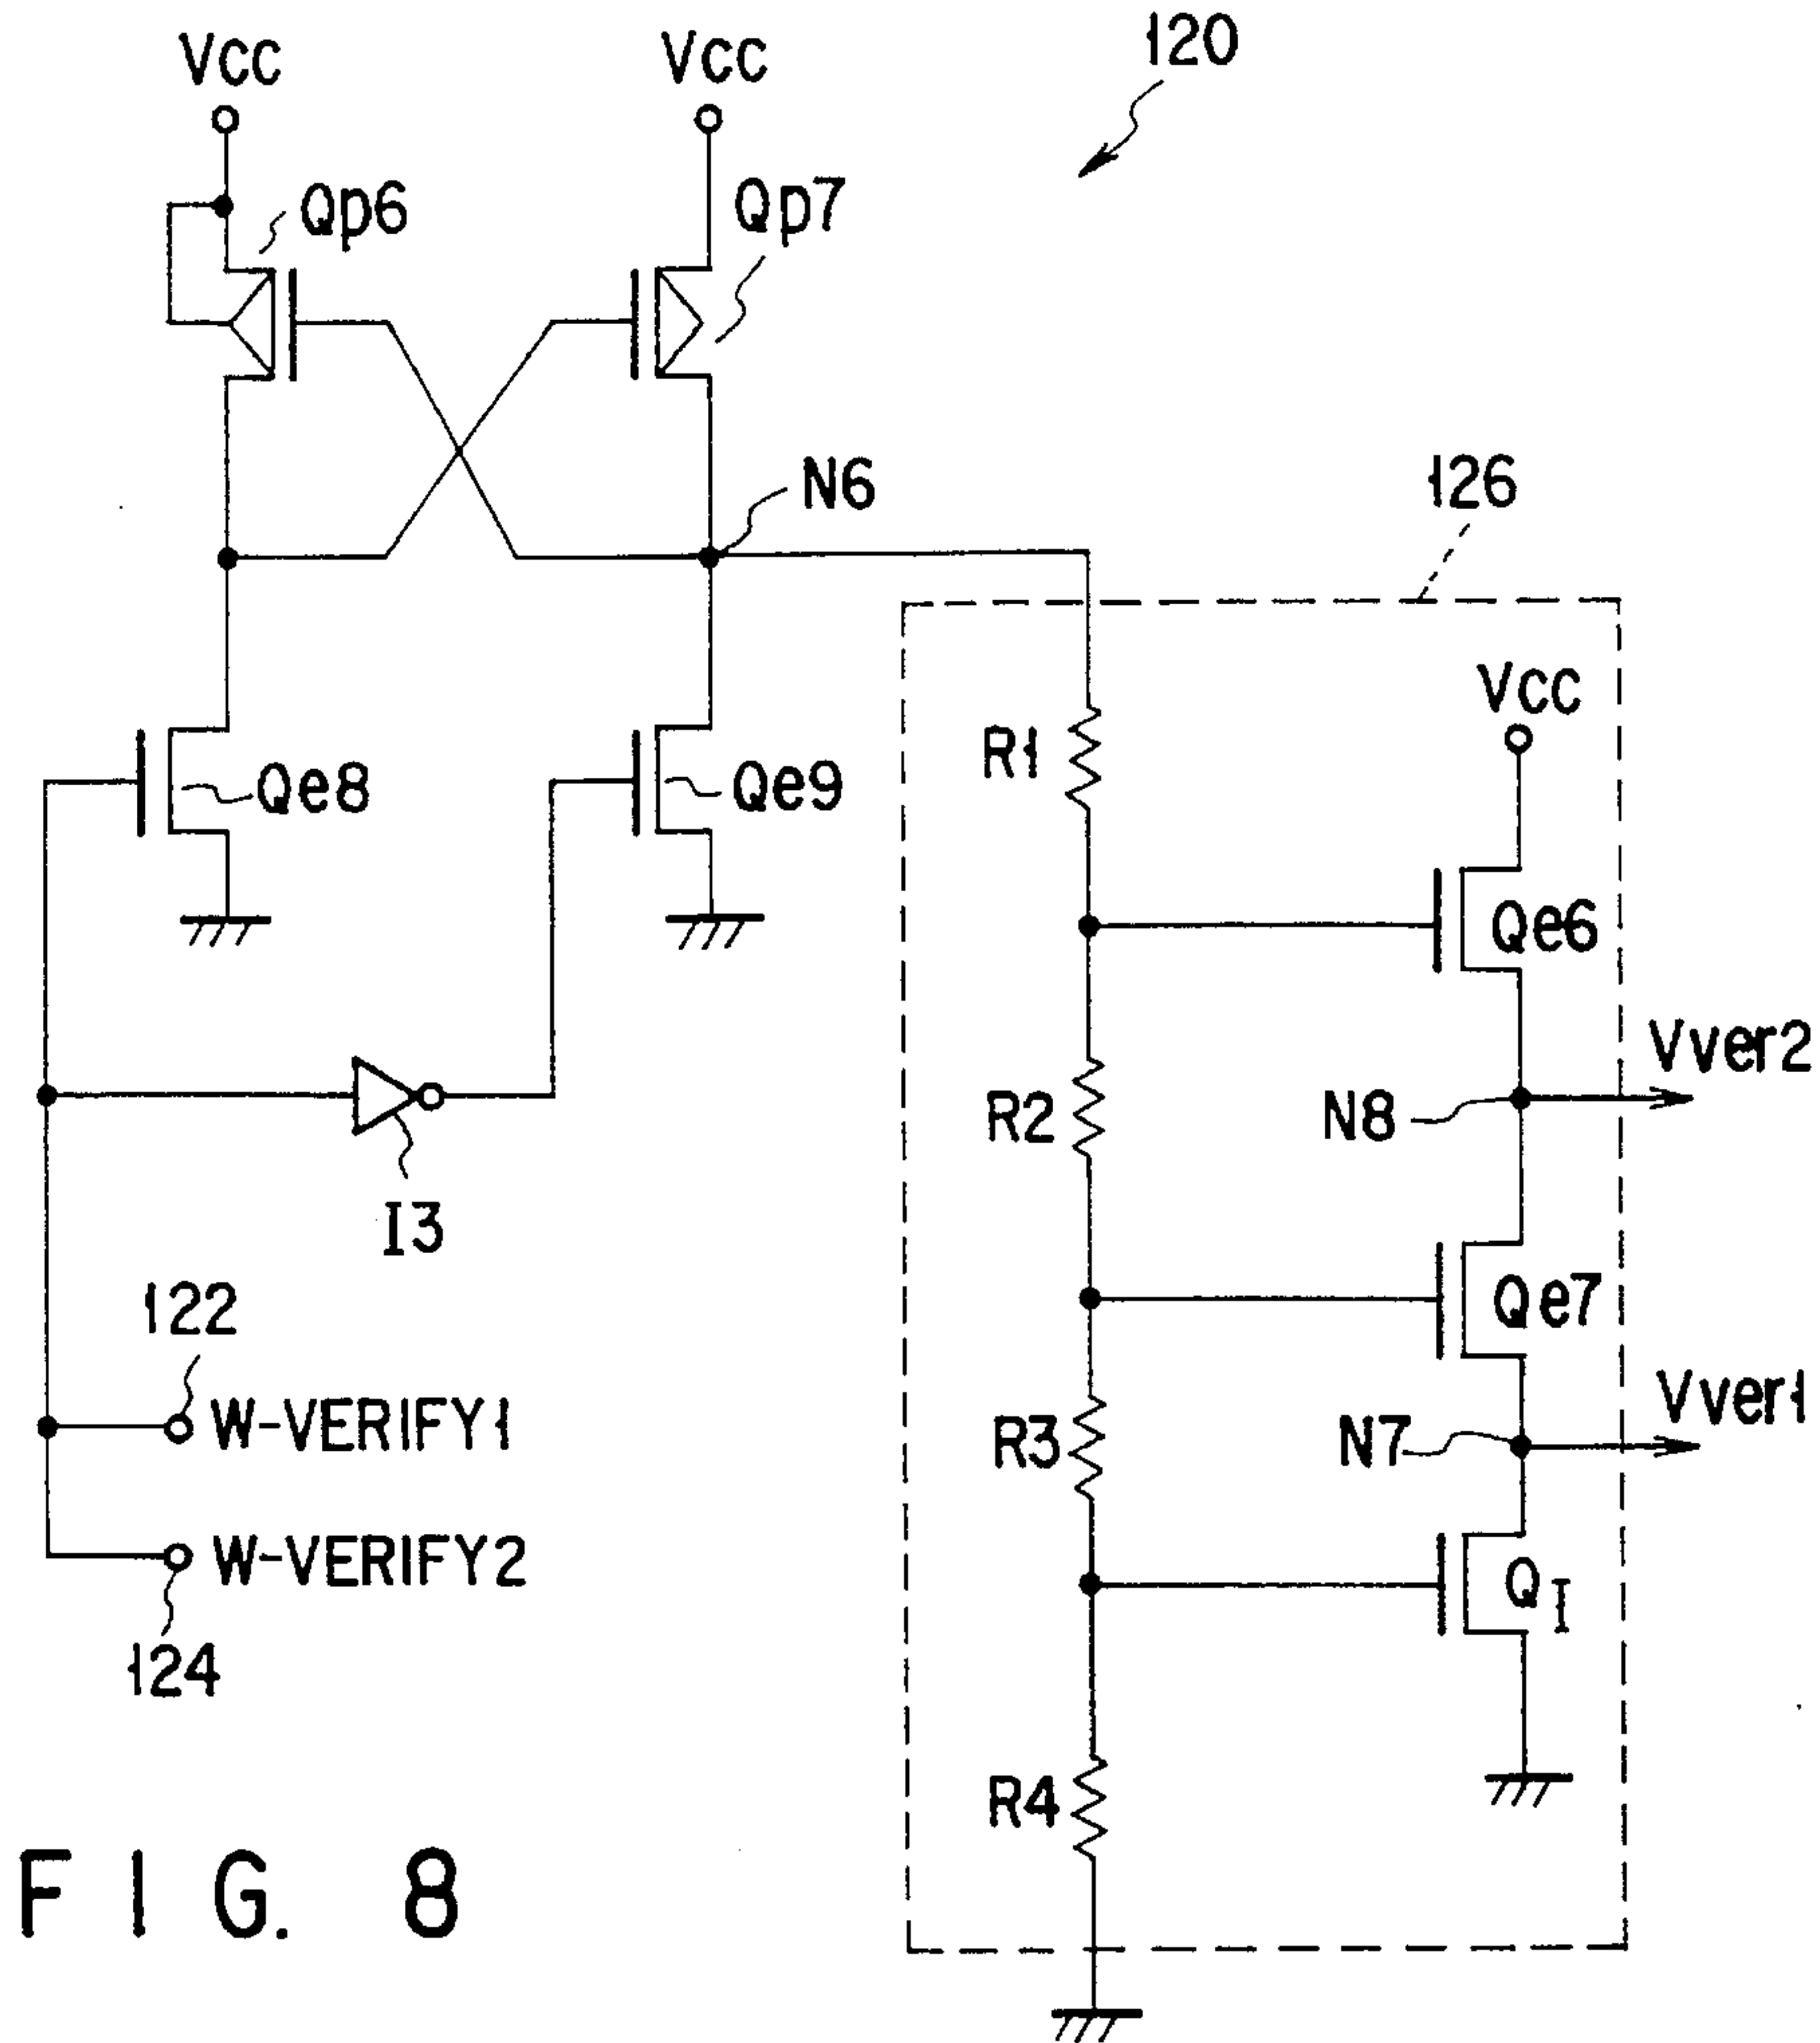 120
VCC
VCC
Qp6
Qp7
N6
126
VCC
R1
Qe8
Qe9
Qe6
Vver2
R2
N8
I3
Qe7
122
Vver1
W-VERIFY1
R3
N7
W-VERIFY2
QI
124
R4
FIG. 8